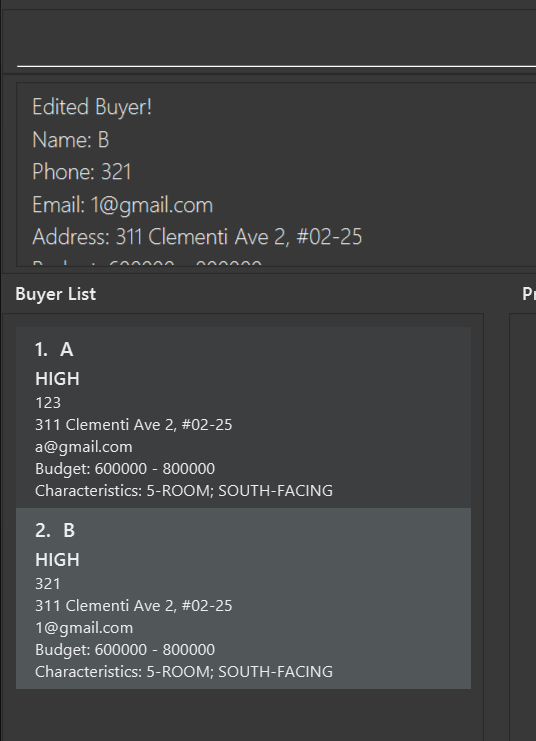 Edited Buyer!
Name: B
Phone: 321
Email: 1@gmail.com
Address: 311 Clementi Ave 2, #02-25
Budget: 600000 - 800000
Buyer List
1. A
HIGH
123
311 Clementi Ave 2, #02-25
a@gmail.com
Budget: 600000 - 800000
Characteristics: 5-ROOM; SOUTH-FACING
2. B
HIGH
321
311 Clementi Ave 2, #02-25
1@gmail.com
Budget: 600000 - 800000
Characteristics: 5-ROOM; SOUTH-FACING